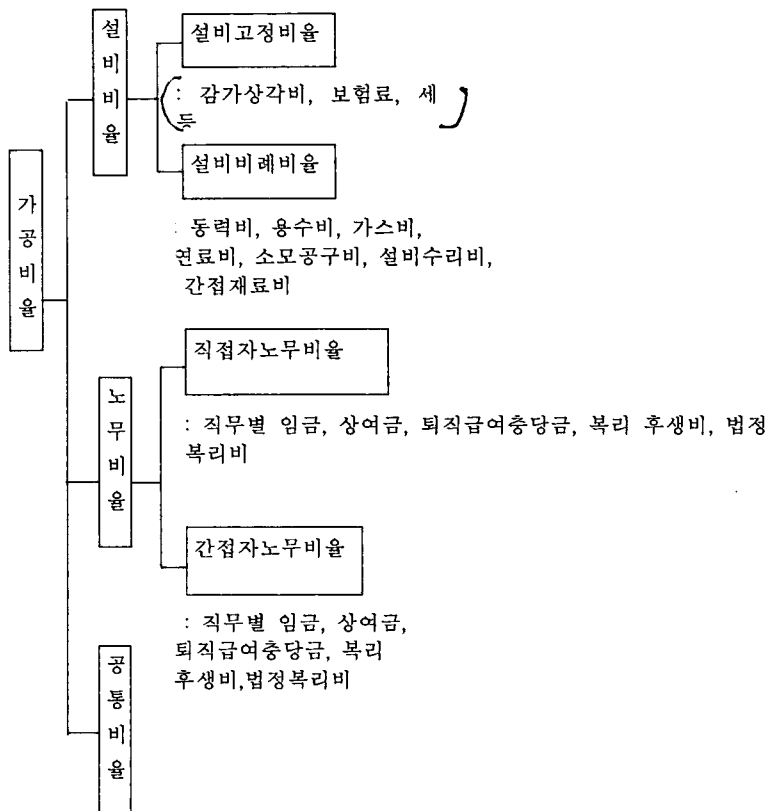 가공비율
설비비율
설비고정비율
: 감가상각비, 보험료, 세
등
설비비례비율
: 동력비, 용수비, 가스비,
연료비, 소모공구비, 설비수리비,
간접재료비
노무비율
직접자노무비율
: 직무별 임금, 상여금, 퇴직급여충당금, 복리 후생비, 법정
복리비
간접자노무비율
: 직무별 임금, 상여금,
퇴직급여충당금, 복리
후생비,법정복리비
공통비율